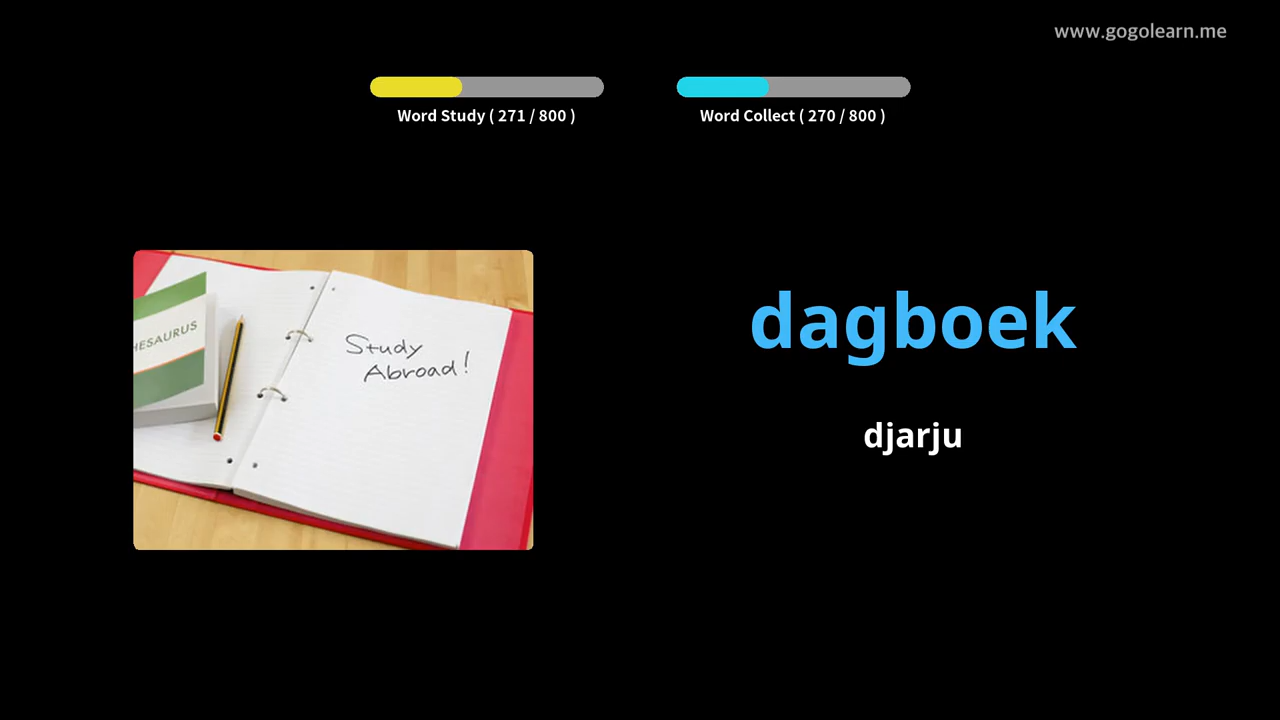 www.gogolearn.me
Word Study ( 271 / 800 )
Word Collect ( 270 / 800 )
HESAURUS
Study
Abroad!
dagboek
djarju